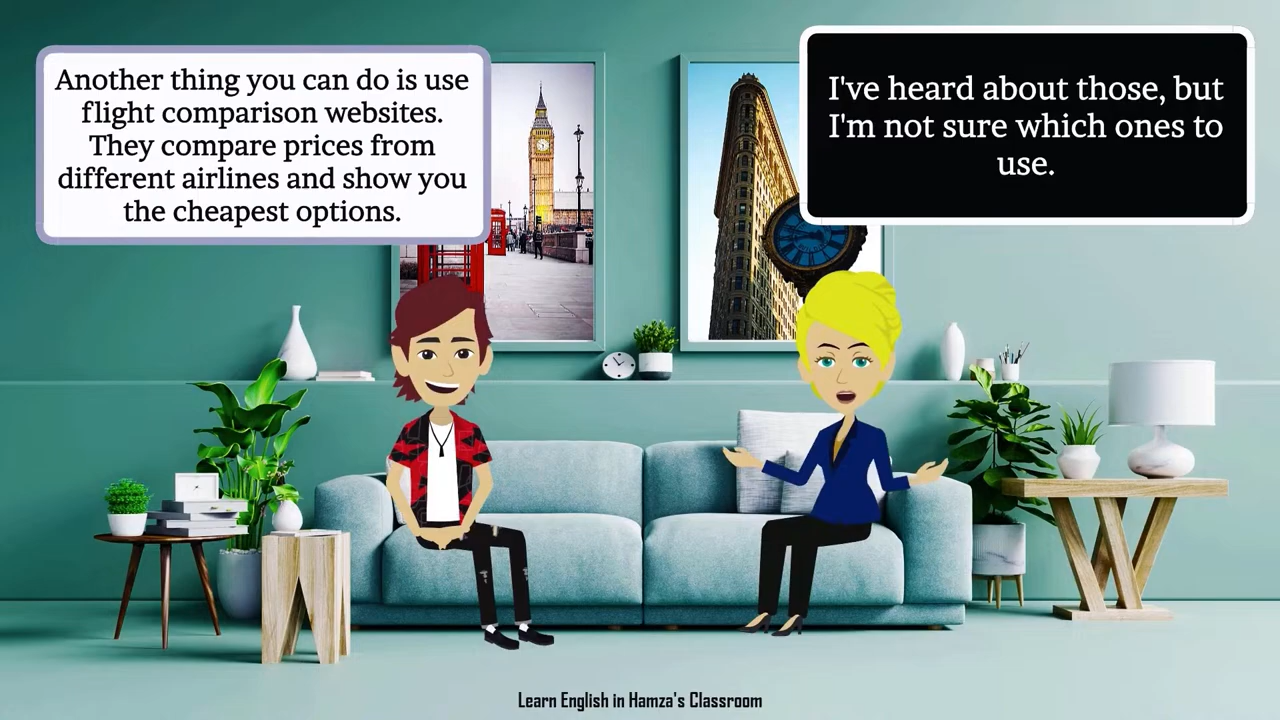 Another thing you can do is use
flight comparison websites.
They compare prices from
different airlines and show you
the cheapest options.
I've heard about those, but
I'm not sure which ones to
use.
Learn English in Hamza's Classroom